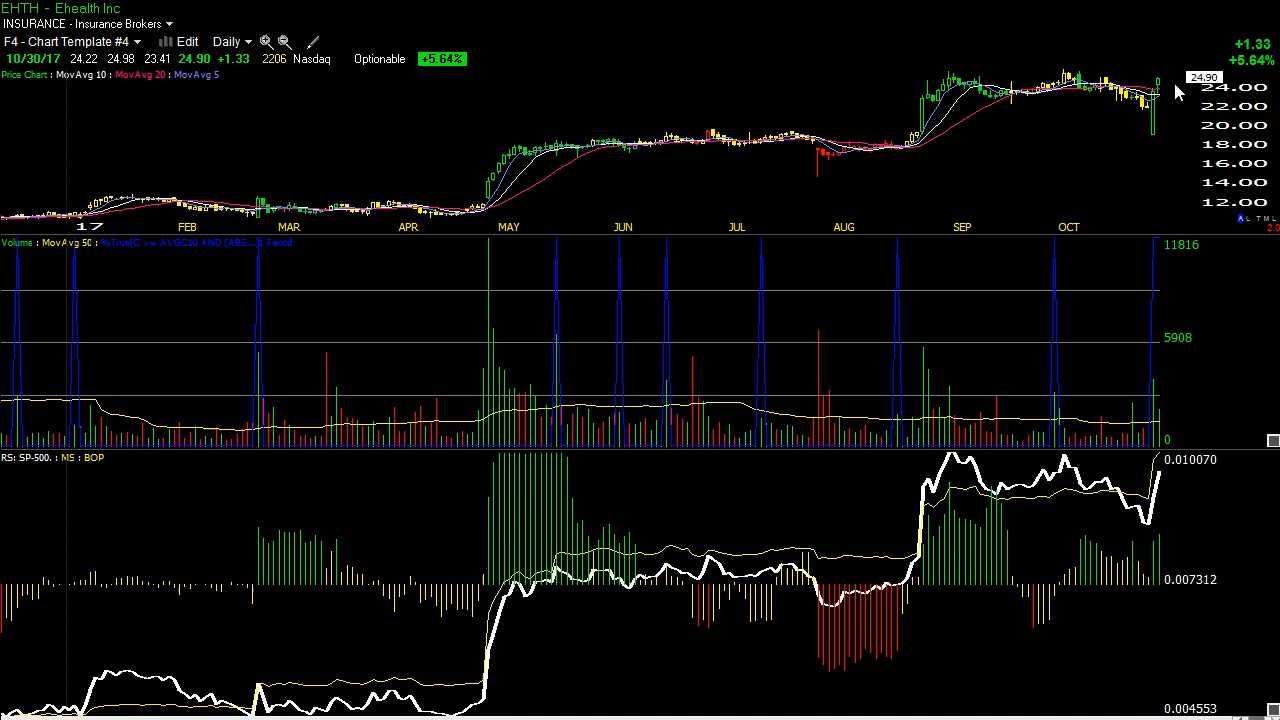 EHTH - Ehealth Inc
INSURANCE - Insurance Brokers
F4 - Chart Template #4 Edit Daily
10/30/17 24.22 24.98 23.41 24.90 +1.33 2206 Nasdaq Optionable +5.64%
+1.33
+5.64%
Price Chart : MovAvg 10 : MovAvg 20 : MovAvg 5
24.90
24.00
22.00
20.00
18.00
16.00
14.00
12.00
A L T M L
17 FEB MAR APR MAY JUN JUL AUG SEP OCT
2.0
Volume : MovAvg 50 : %True(C >= 
Period
11816
5908
0
RS: SP-500. : MS : BOP
0.010070
0.007312
0.004553